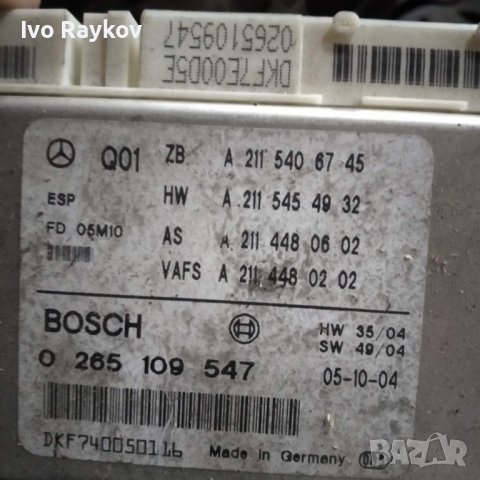 Ivo Raykov
DKF7E00D5E
0265109547
Q01 ZB A 211 540 67 45
ESP HW A 211 545 49 32
FD 05M10 AS A 211 448 06 02
VAFS A 211 448 02 02
BOSCH
HW 35/04
SW 49/04
0 265 109 547 05-10-04
DKF740050116 Made in Germany
bazar